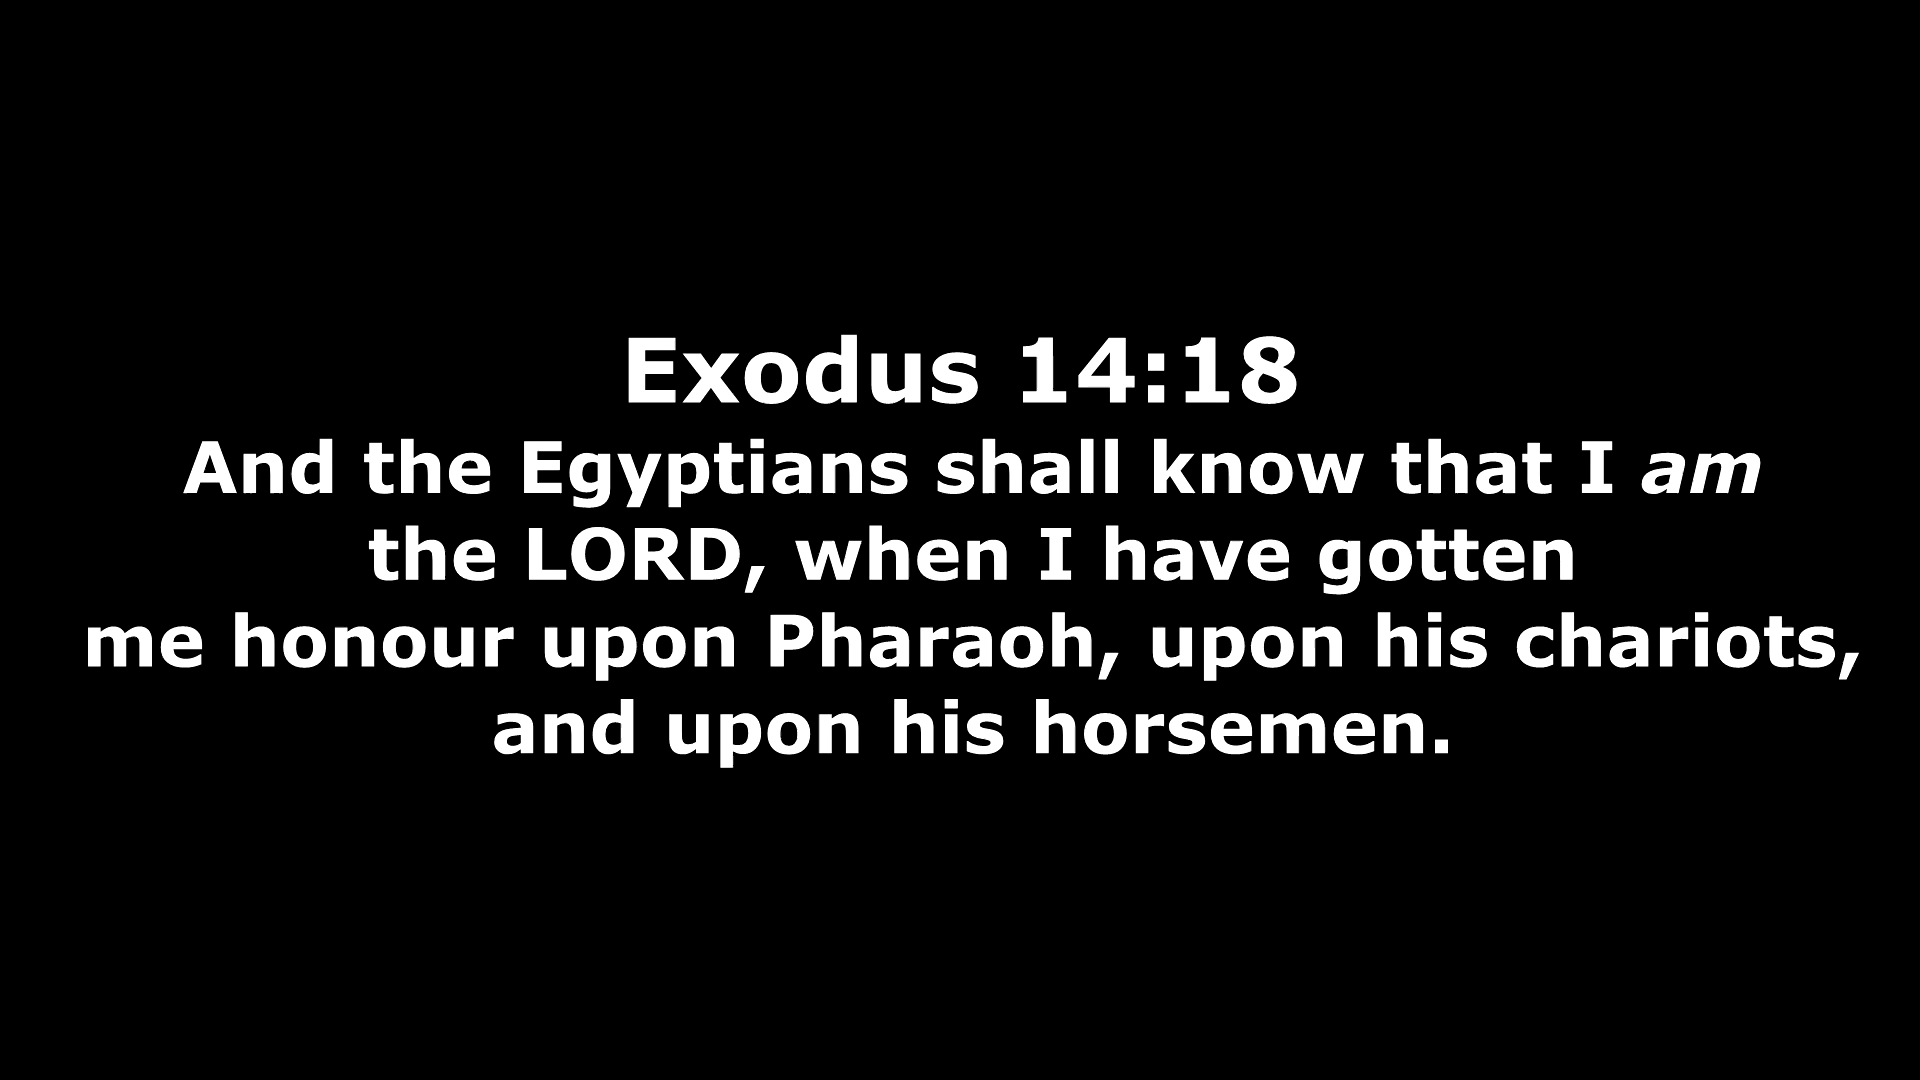 Exodus 14:18
And the Egyptians shall know that I am
the LORD, when I have gotten
me honour upon Pharaoh, upon his chariots,
and upon his horsemen.